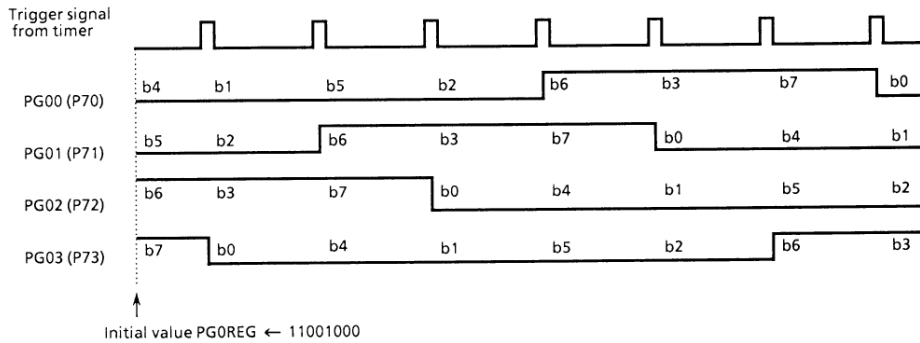 Trigger signal
from timer
PG00 (P70) b4 b1 b5 b2 b6 b3 b7 b0
PG01 (P71) b5 b2 b6 b3 b7 b0 b4 b1
PG02 (P72) b6 b3 b7 b0 b4 b1 b5 b2
PG03 (P73) b7 b0 b4 b1 b5 b2 b6 b3
Initial value PG0REG ← 11001000